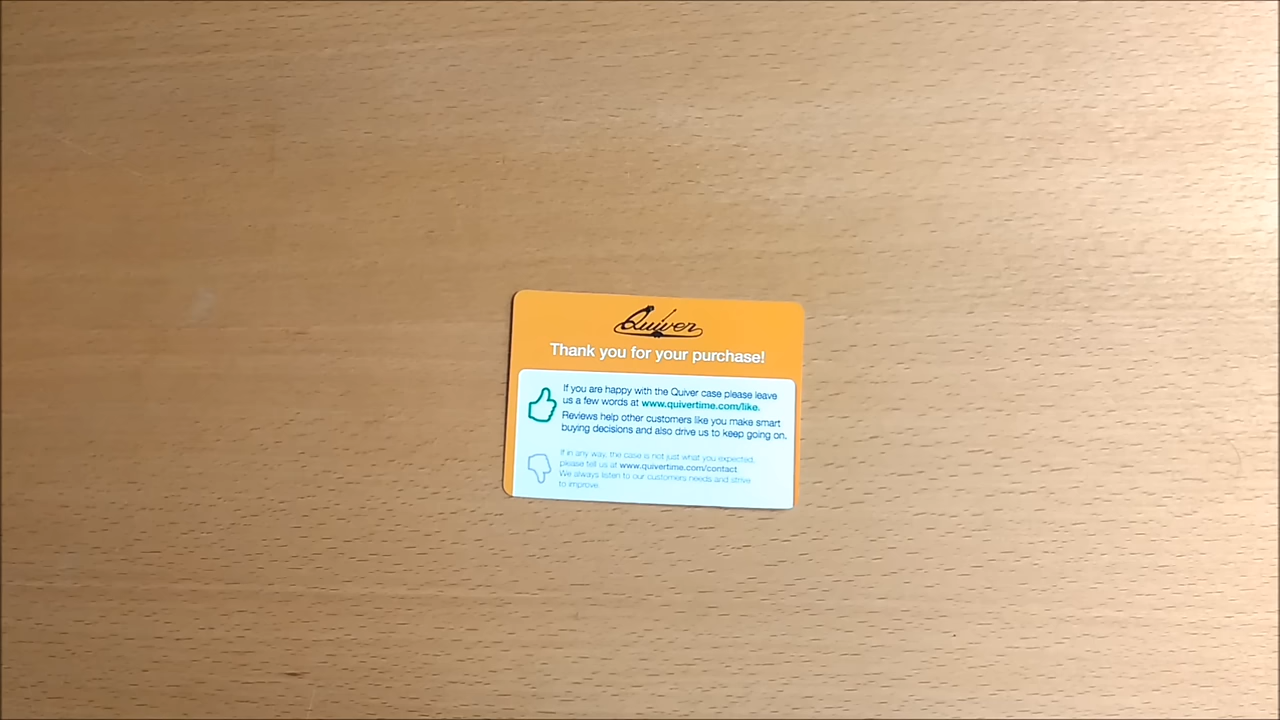 Quiver
Thank you for your purchase!
If you are happy with the Quiver case please leave
us a few words at www.quivertime.com/like.
Reviews help other customers like you make smart
buying decisions and also drive us to keep going on.
If in any way, the case is not just what you expected,
please tell us at www.quivertime.com/contact
We always listen to our customers needs and strive
to improve.